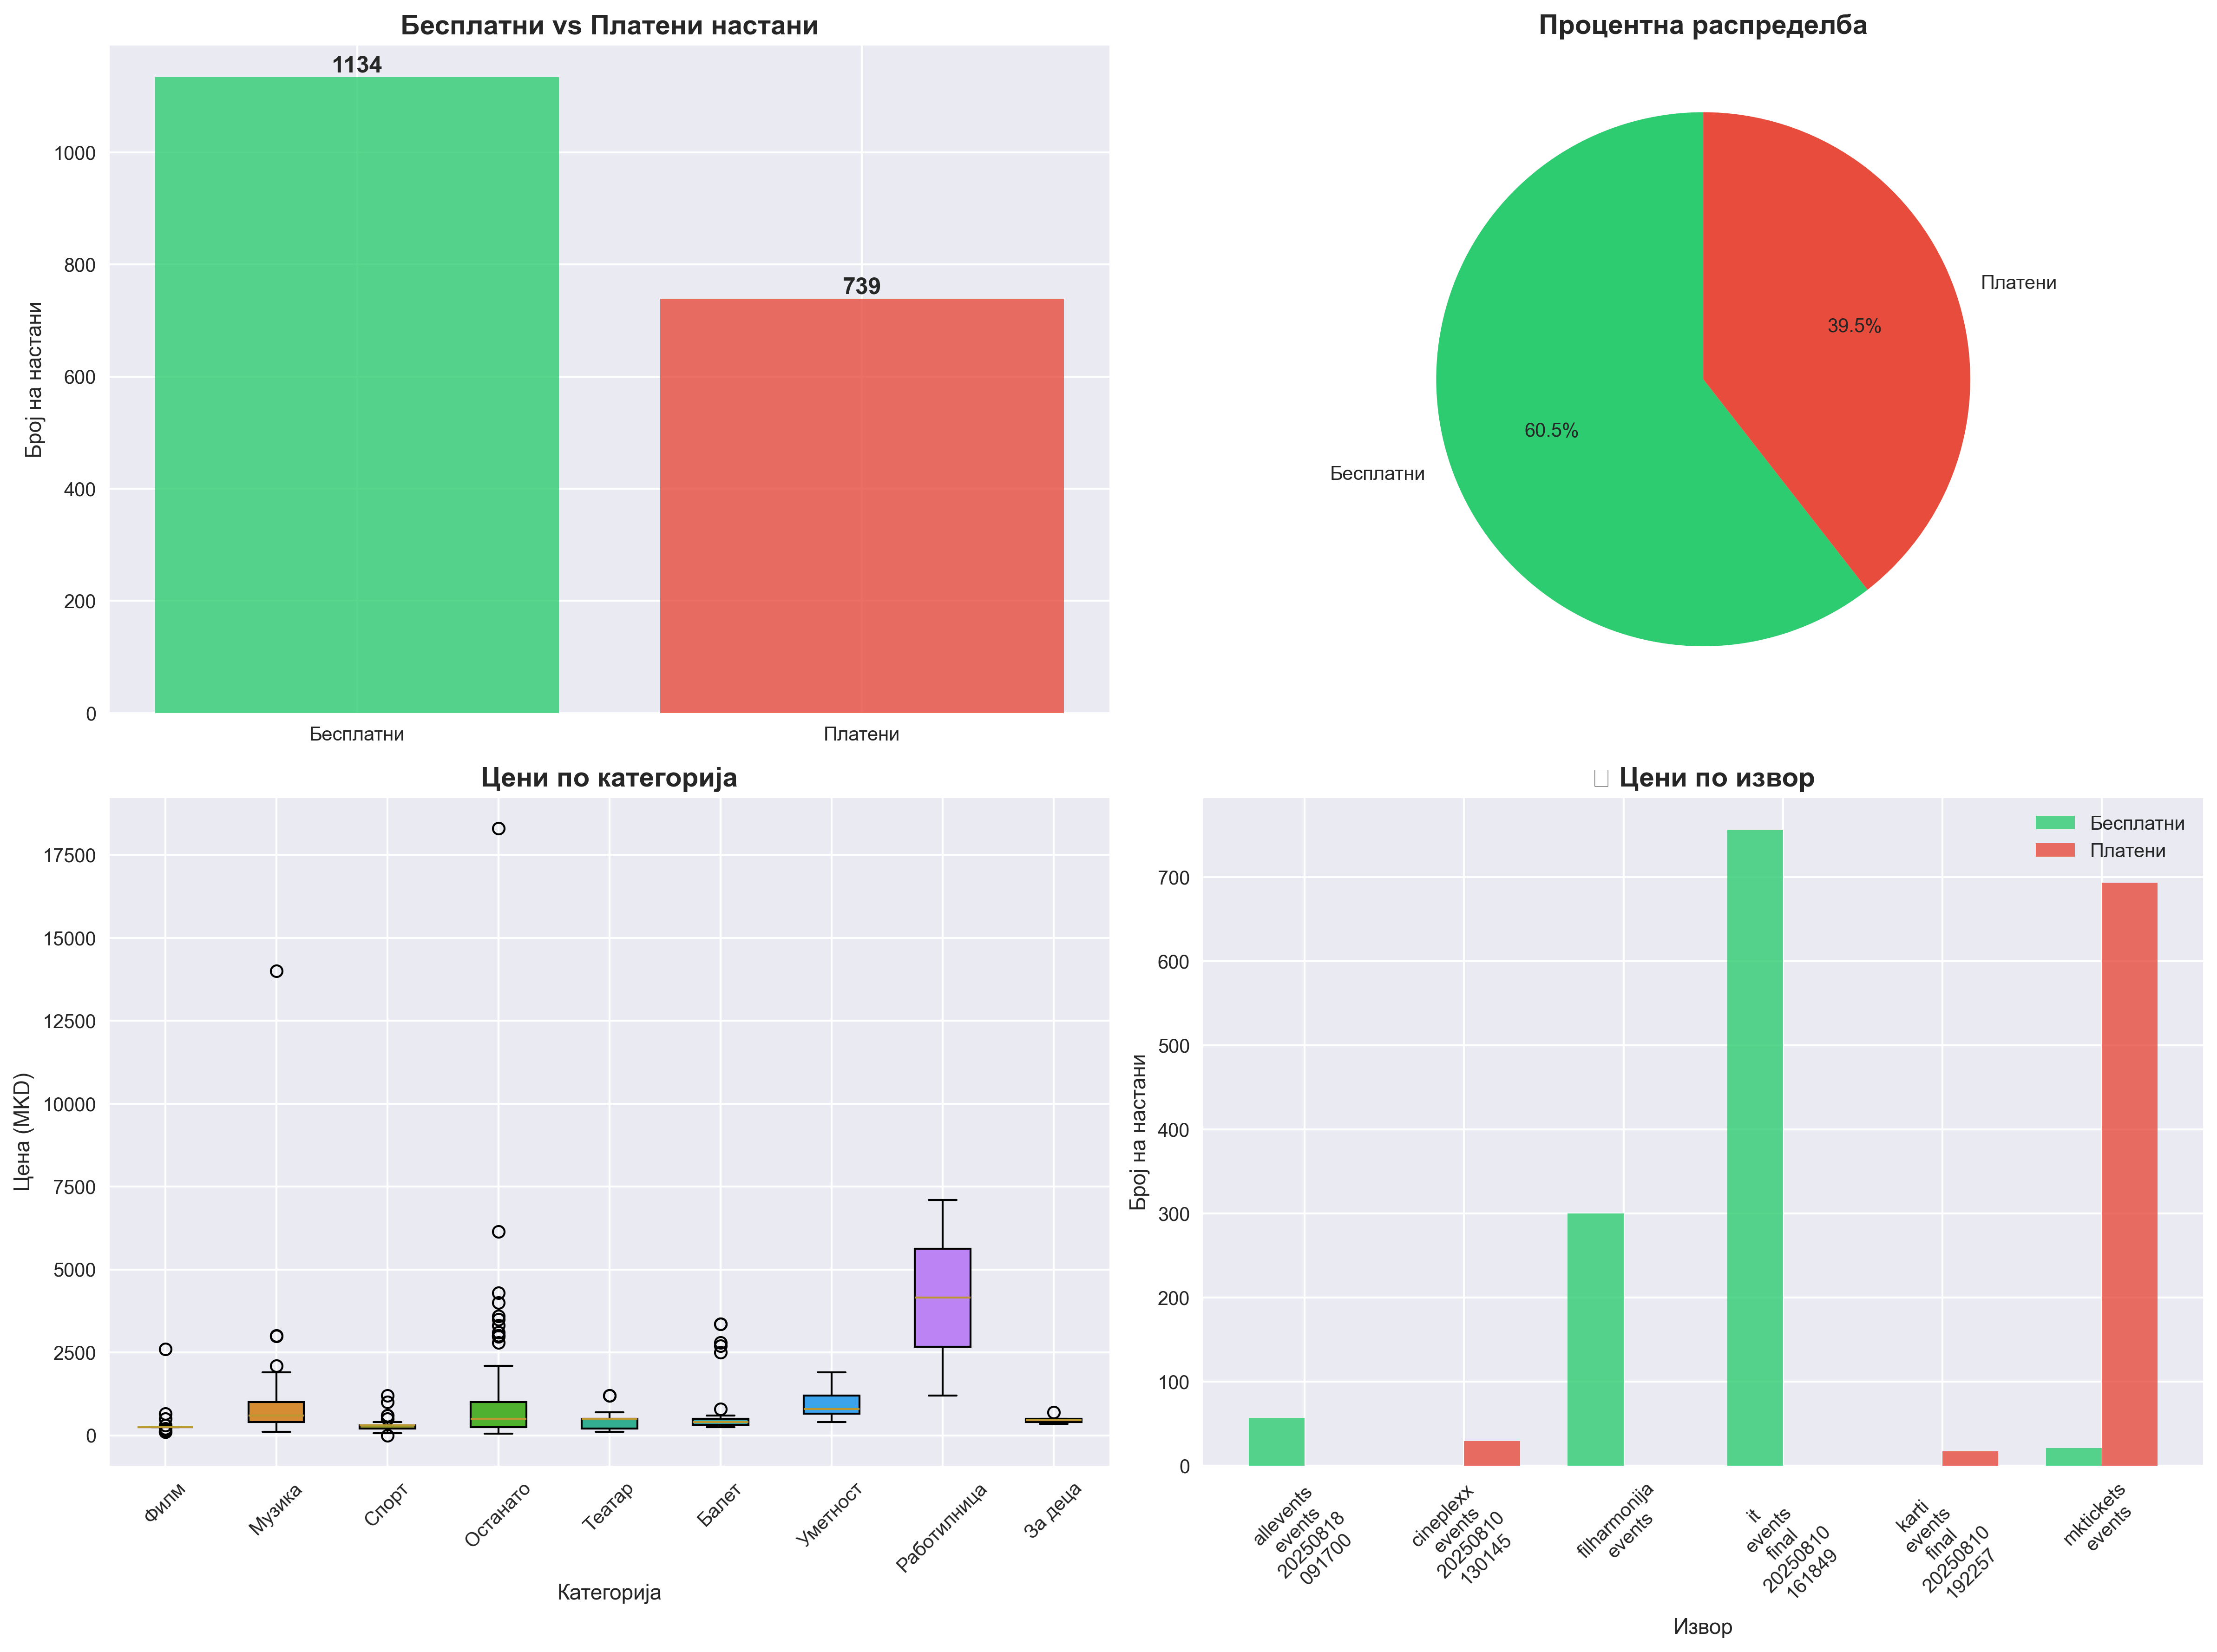 Бесплатни vs Платени настани
1134
739
Број на настани
1000
800
600
400
200
0
Бесплатни
Платени
Процентна распределба
Платени
39.5%
60.5%
Бесплатни
Цени по категорија
Цена (MKD)
17500
15000
12500
10000
7500
5000
2500
0
Филм
Музика
Спорт
Останато
Театар
Балет
Уметност
Работилница
За деца
Категорија
Цени по извор
Бесплатни
Платени
Број на настани
700
600
500
400
300
200
100
0
allevents
events
20250818
091700
cineplexx
events
20250810
130145
filharmonija
events
it
events
final
20250810
161849
karti
events
final
20250810
192257
mktickets
events
Извор